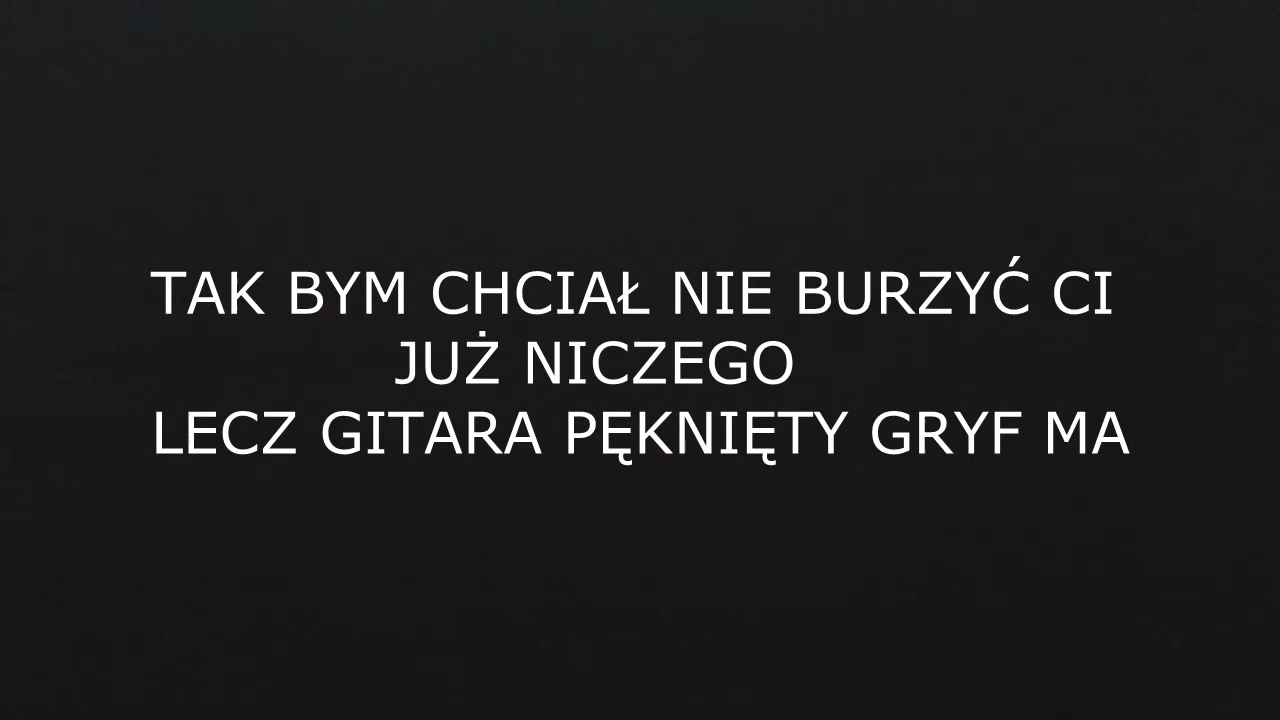 TAK BYM CHCIAŁ NIE BURZYĆ CI
JUŻ NICZEGO
LECZ GITARA PĘKNIĘTY GRYF MA